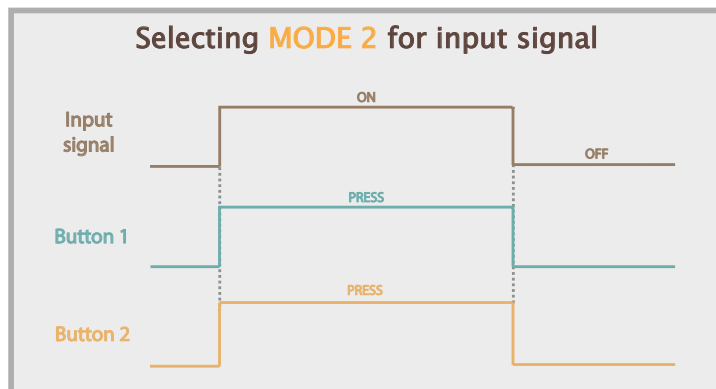 Selecting MODE 2 for input signal
ON
Input
signal
OFF
PRESS
Button 1
PRESS
Button 2